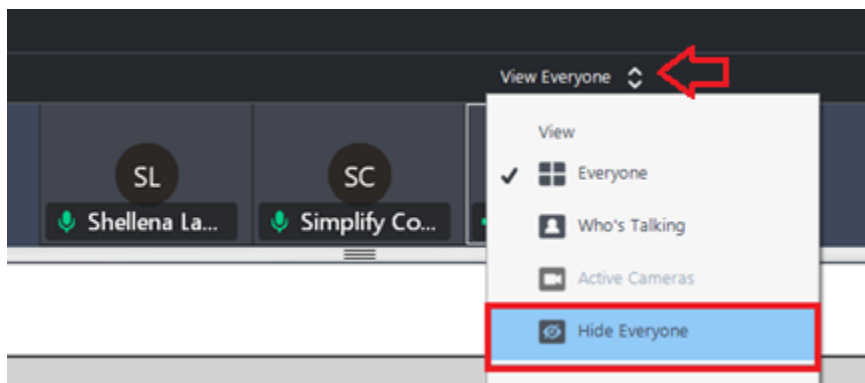 View Everyone
View
Everyone
Who's Talking
Active Cameras
Hide Everyone
SL
Shellena La...
SC
Simplify Co...